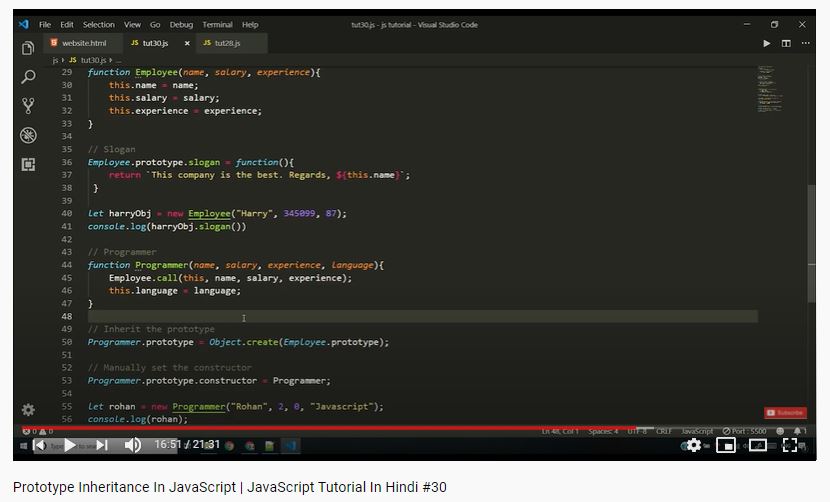 File Edit Selection View Go Debug Terminal Help tut30.js - js tutorial - Visual Studio Code
website.html JS tut30.js × JS tut28.js
js › JS tut30.js › ...
29 function Employee(name, salary, experience){
30 this.name = name;
31 this.salary = salary;
32 this.experience = experience;
33 }
34
35 // Slogan
36 Employee.prototype.slogan = function(){
37 return `This company is the best. Regards, ${this.name}`;
38 }
39
40 let harryObj = new Employee("Harry", 345099, 87);
41 console.log(harryObj.slogan())
42
43 // Programmer
44 function Programmer(name, salary, experience, language){
45 Employee.call(this, name, salary, experience);
46 this.language = language;
47 }
48
49 // Inherit the prototype
50 Programmer.prototype = Object.create(Employee.prototype);
51
52 // Manually set the constructor
53 Programmer.prototype.constructor = Programmer;
54
55 let rohan = new Programmer("Rohan", 2, 0, "Javascript");
56 console.log(rohan);
Subscribe
0 0 Ln 48, Col 1 Spaces: 4 UTF-8 CRLF JavaScript Port : 5500 1
16:51 / 21:31
Prototype Inheritance In JavaScript | JavaScript Tutorial In Hindi #30